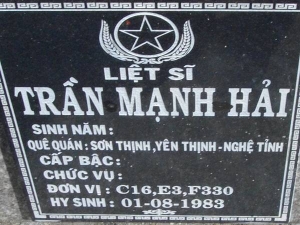 LIỆT SĨ
TRẦN MẠNH HẢI
SINH NĂM :
QUÊ QUÁN : SƠN THỊNH, YÊN THỊNH-NGHỆ TĨNH
CẤP BẬC :
CHỨC VỤ :
ĐƠN VỊ : C16,E3,F330
HY SINH : 01-08-1983